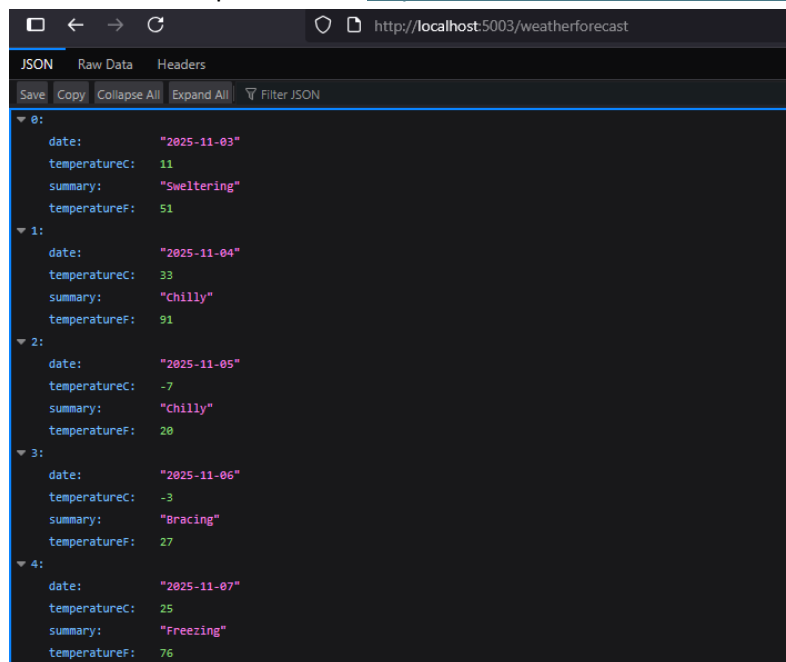 http://localhost:5003/weatherforecast
JSON Raw Data Headers
Save Copy Collapse All Expand All Filter JSON
0:
date: "2025-11-03"
temperatureC: 11
summary: "Sweltering"
temperatureF: 51
1:
date: "2025-11-04"
temperatureC: 33
summary: "Chilly"
temperatureF: 91
2:
date: "2025-11-05"
temperatureC: -7
summary: "Chilly"
temperatureF: 20
3:
date: "2025-11-06"
temperatureC: -3
summary: "Bracing"
temperatureF: 27
4:
date: "2025-11-07"
temperatureC: 25
summary: "Freezing"
temperatureF: 76